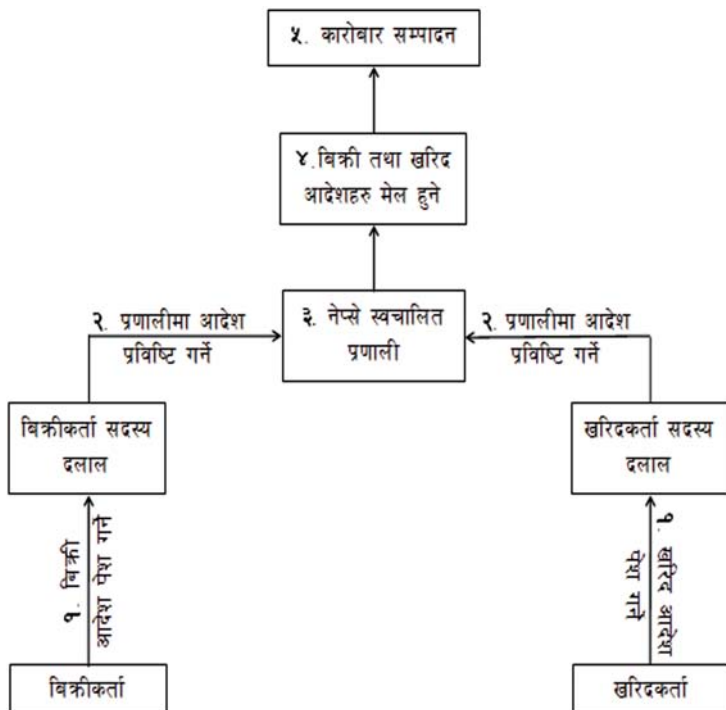 ५. कारोबार सम्पादन
४.बिक्री तथा खरिद
आदेशहरु मेल हुने
२. प्रणालीमा आदेश
प्रविष्टि गर्ने
३. नेप्से स्वचालित
प्रणाली
२. प्रणालीमा आदेश
प्रविष्टि गर्ने
बिक्रीकर्ता सदस्य
दलाल
खरिदकर्ता सदस्य
दलाल
१. बिक्री
आदेश पेश गर्ने
१. खरिद आदेश
पेश गर्ने
बिक्रीकर्ता
खरिदकर्ता